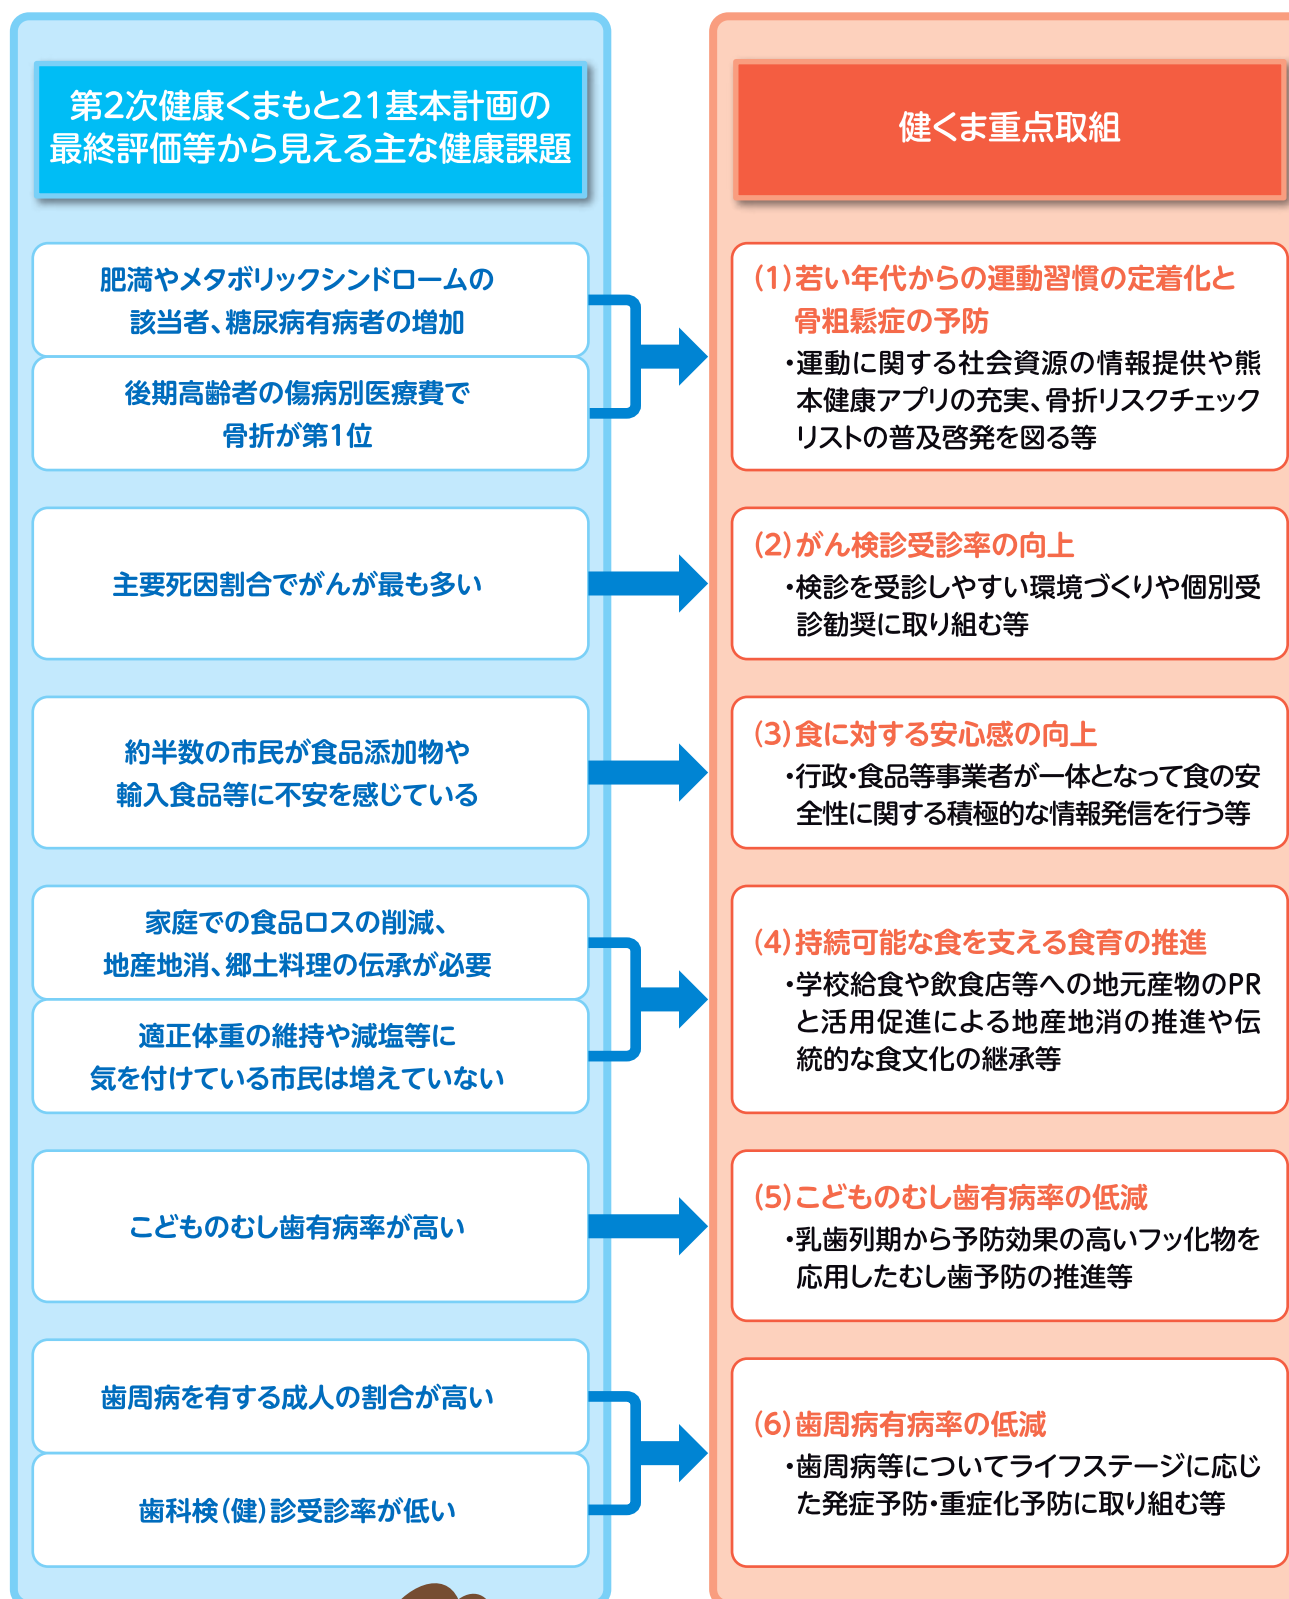 第2次健康くまもと21基本計画の
最終評価等から見える主な健康課題
肥満やメタボリックシンドロームの
該当者、糖尿病有病者の増加
後期高齢者の傷病別医療費で
骨折が第1位
主要死因割合でがんが最も多い
約半数の市民が食品添加物や
輸入食品等に不安を感じている
家庭での食品ロスの削減、
地産地消、郷土料理の伝承が必要
適正体重の維持や減塩等に
気を付けている市民は増えていない
こどものむし歯有病率が高い
歯周病を有する成人の割合が高い
歯科検(健)診受診率が低い
健くま重点取組
(1)若い年代からの運動習慣の定着化と
骨粗鬆症の予防
・運動に関する社会資源の情報提供や熊
本健康アプリの充実、骨折リスクチェック
リストの普及啓発を図る等
(2)がん検診受診率の向上
・検診を受診しやすい環境づくりや個別受
診勧奨に取り組む等
(3)食に対する安心感の向上
・行政・食品等事業者が一体となって食の安
全性に関する積極的な情報発信を行う等
(4)持続可能な食を支える食育の推進
・学校給食や飲食店等への地元産物のPR
と活用促進による地産地消の推進や伝
統的な食文化の継承等
(5)こどものむし歯有病率の低減
・乳歯列期から予防効果の高いフッ化物を
応用したむし歯予防の推進等
(6)歯周病有病率の低減
・歯周病等についてライフステージに応じ
た発症予防・重症化予防に取り組む等